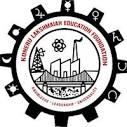 KONERU LAKSHMAIAH EDUCATION FOUNDATION
KNOWLEDGE · LEADERSHIP · UNIVERSALITY